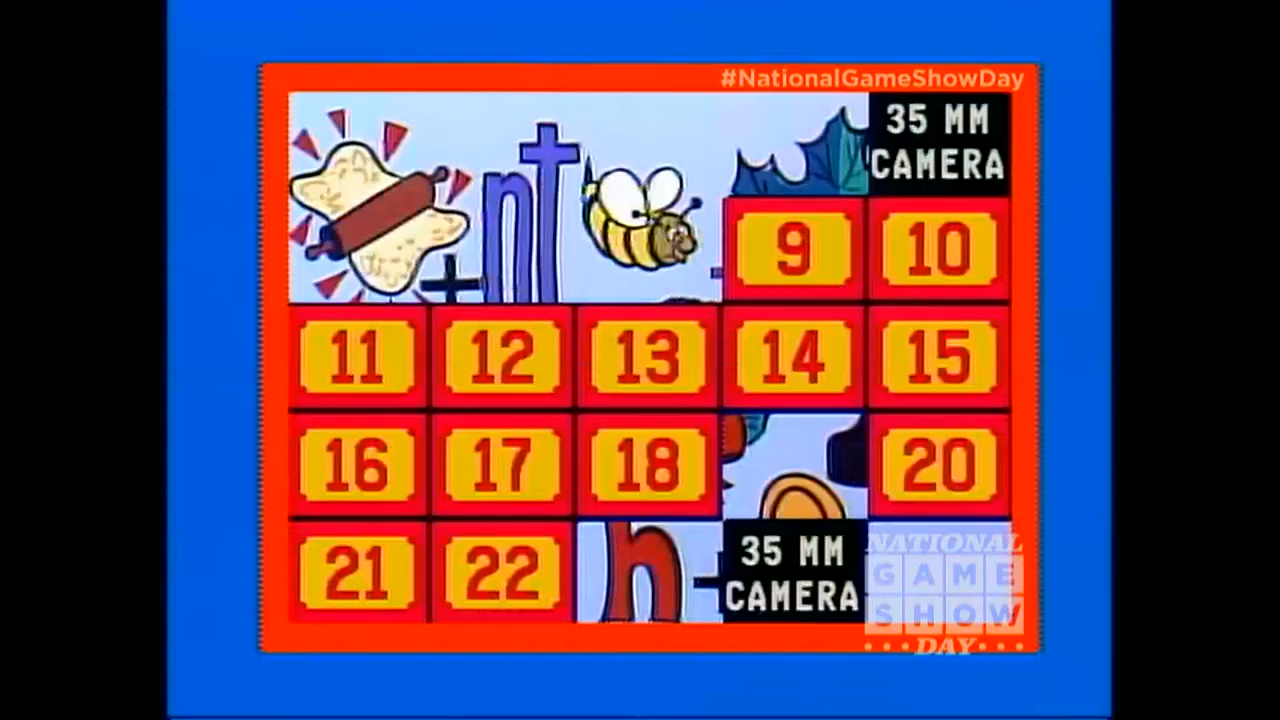 #NationalGameShowDay
35 MM
CAMERA
+nt
9 10
11 12 13 14 15
16 17 18 20
21 22 h
35 MM
CAMERA
NATIONAL
GAME
SHOW
DAY